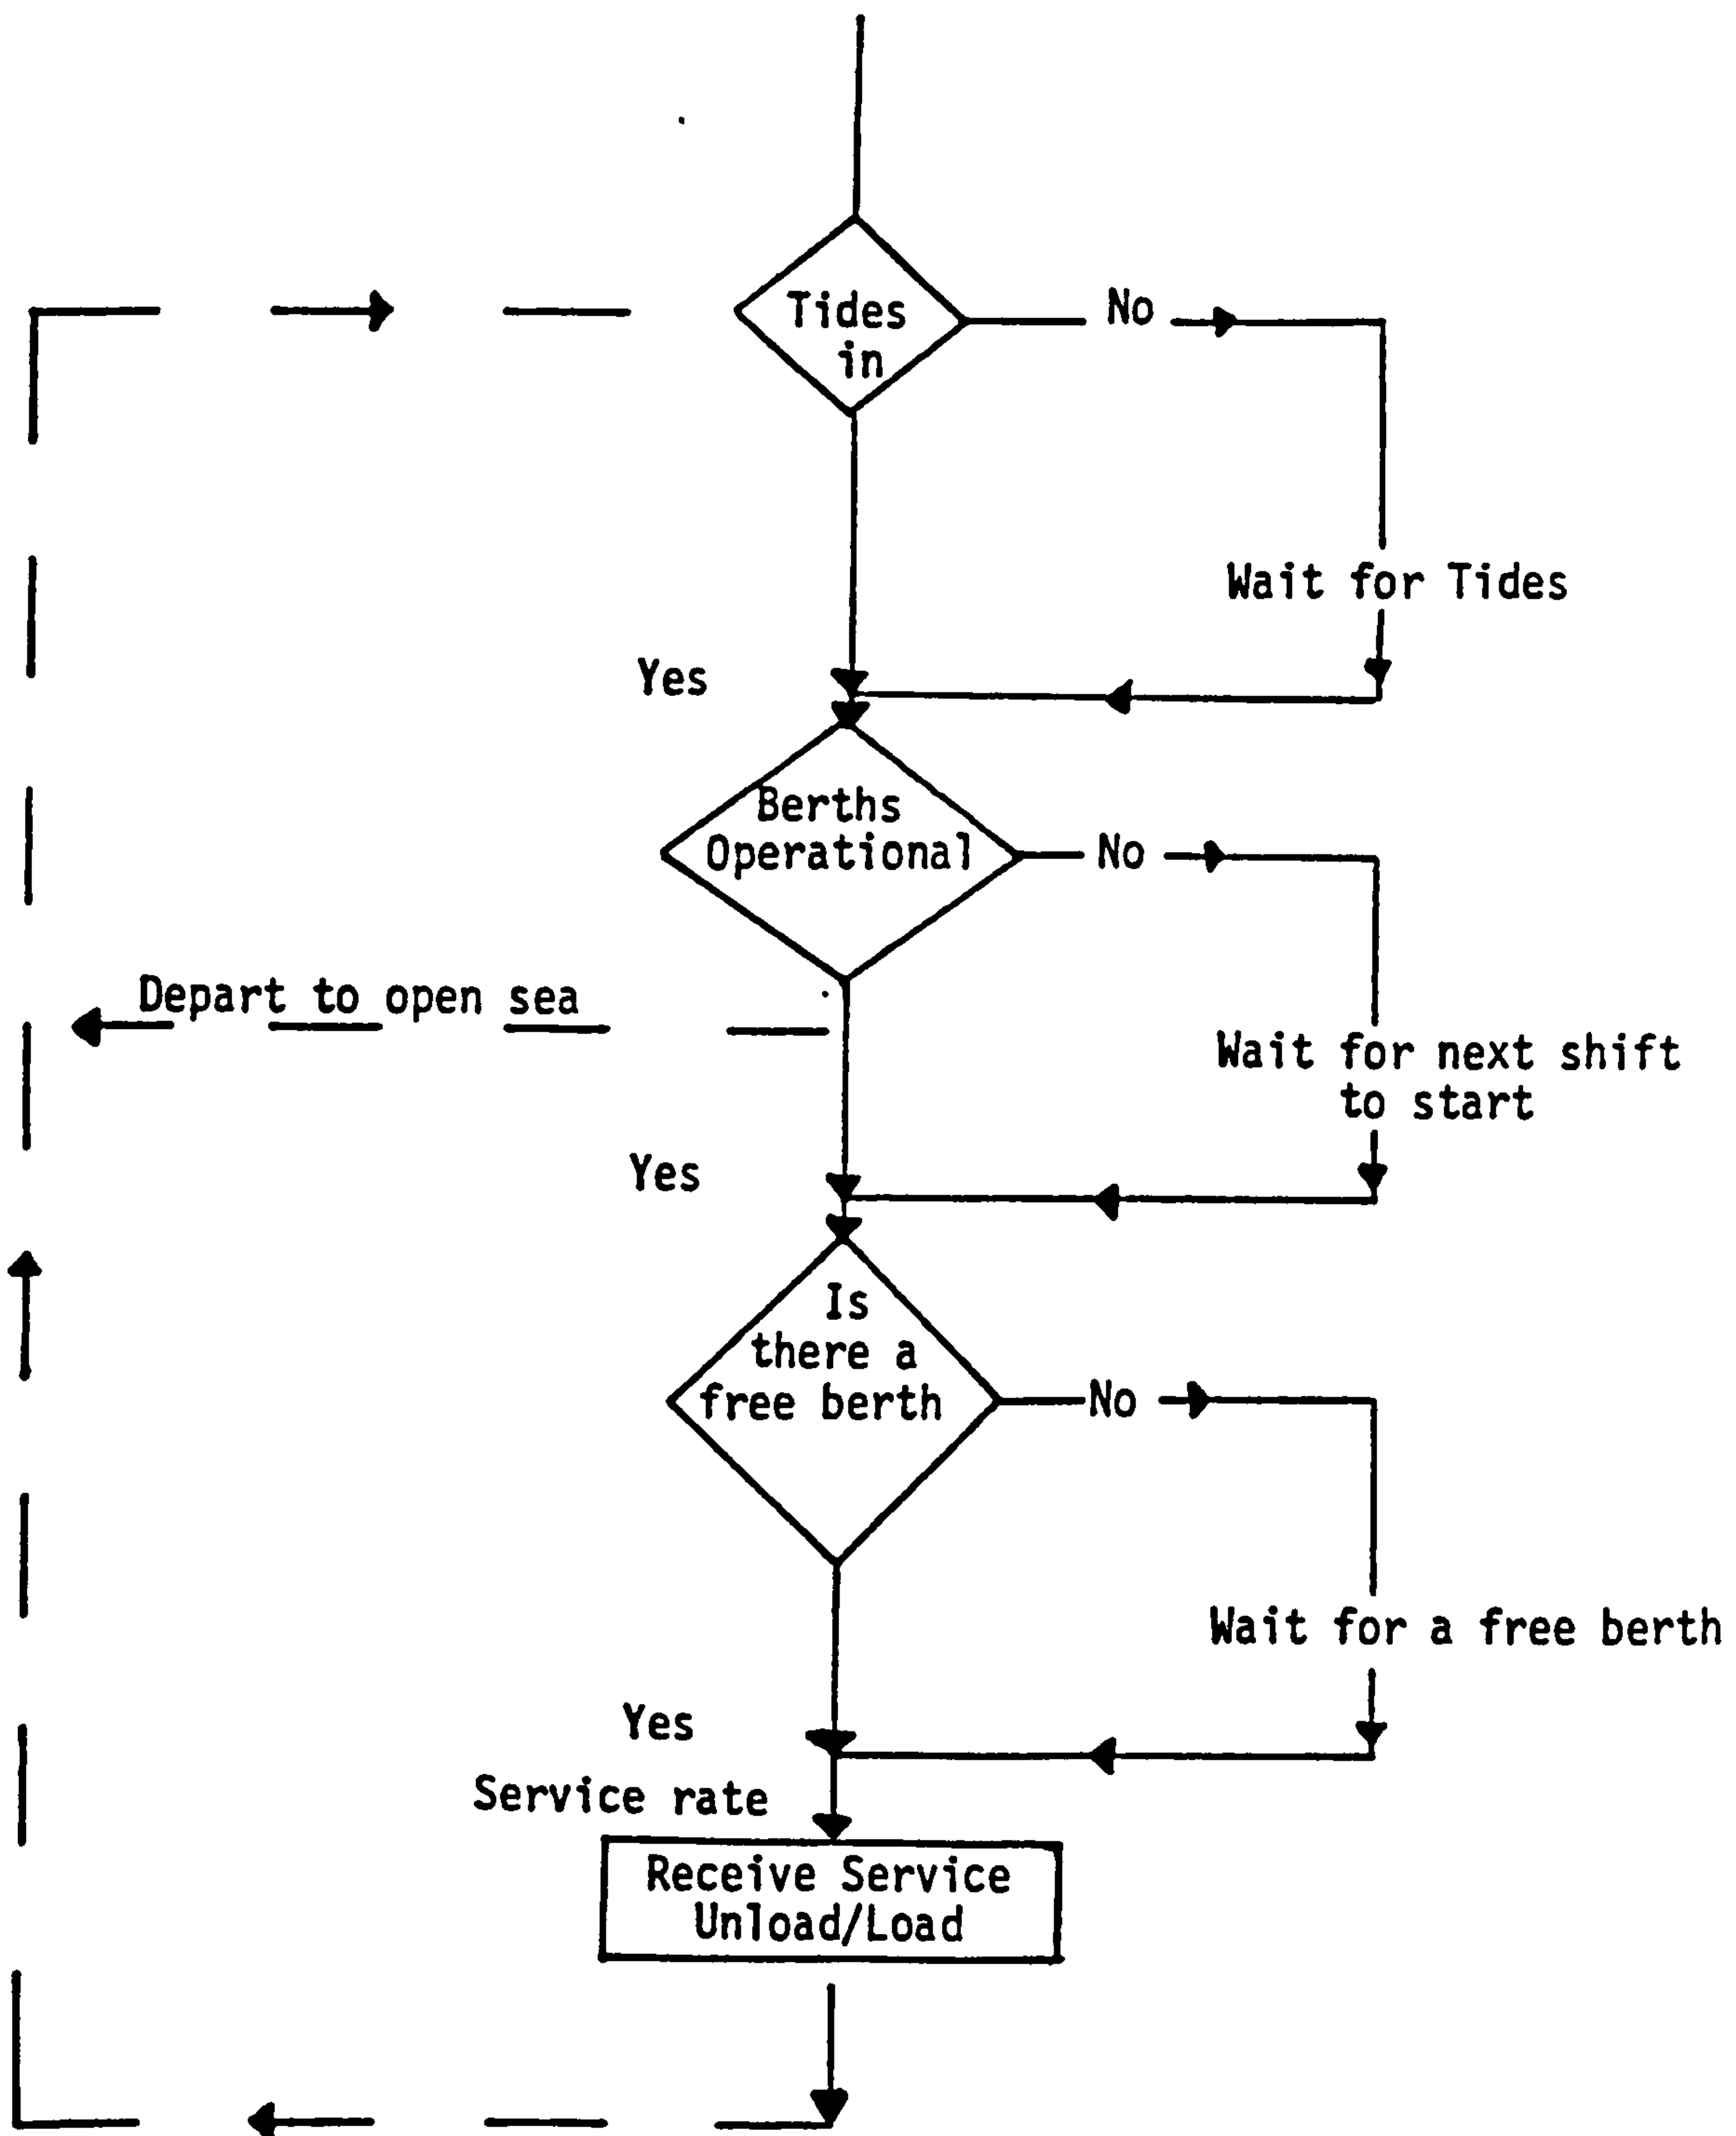 Tides
in
No
Wait for Tides
Yes
Berths
Operational
No
Depart to open sea
Wait for next shift
to start
Yes
Is
there a
free berth
No
Wait for a free berth
Yes
Service rate
Receive Service
Unload/Load